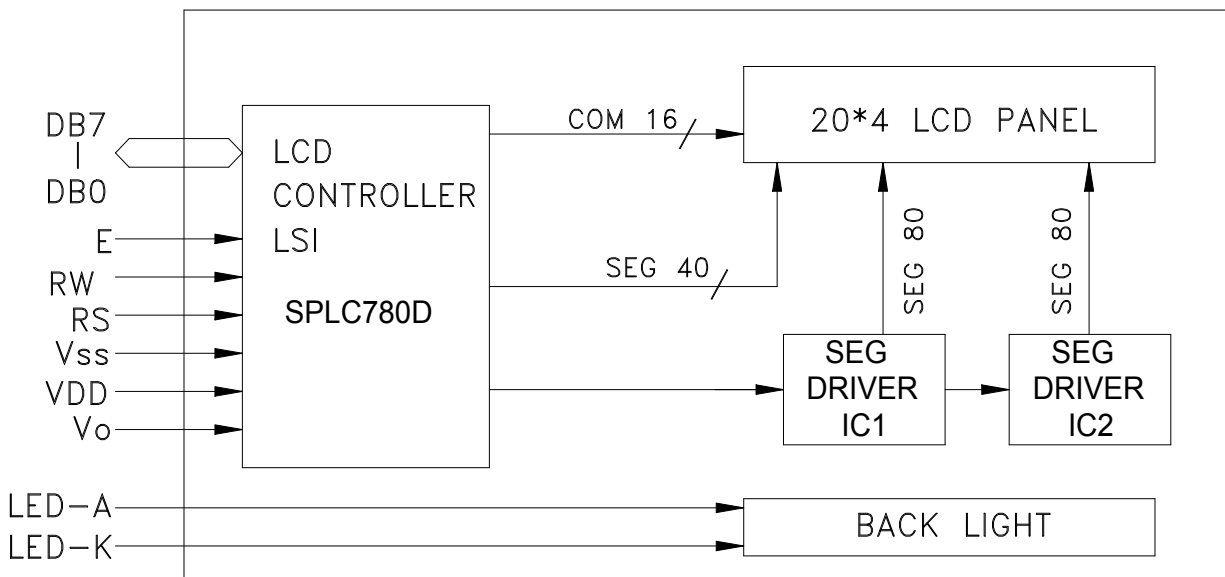 DB7
|
DB0
E
RW
RS
Vss
VDD
Vo
LED-A
LED-K
LCD
CONTROLLER
LSI
SPLC780D
COM 16
SEG 40
20*4 LCD PANEL
SEG 80
SEG 80
SEG
DRIVER
IC1
SEG
DRIVER
IC2
BACK LIGHT